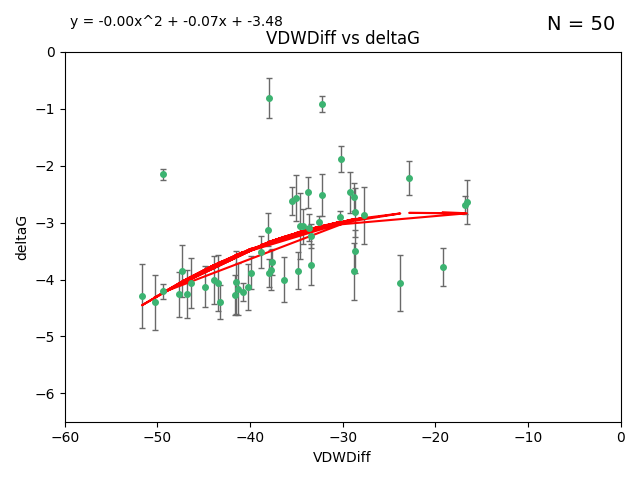 y = -0.00x^2 + -0.07x + -3.48
N = 50
VDWDiff vs deltaG
0
−1
−2
−3
−4
−5
−6
deltaG
−60
−50
−40
−30
−20
−10
0
VDWDiff